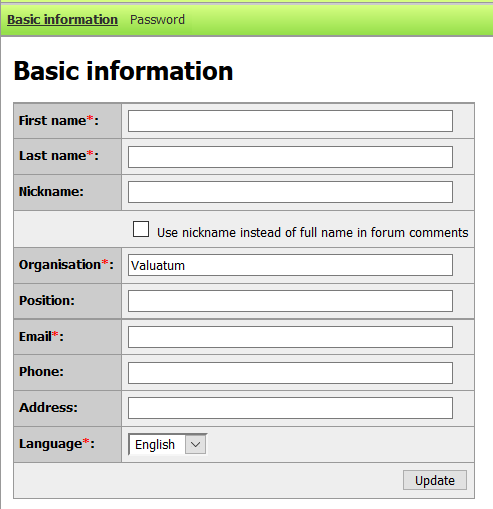 Basic information Password
Basic information
First name*:
Last name*:
Nickname:
Use nickname instead of full name in forum comments
Organisation*: Valuatum
Position:
Email*:
Phone:
Address:
Language*: English
Update